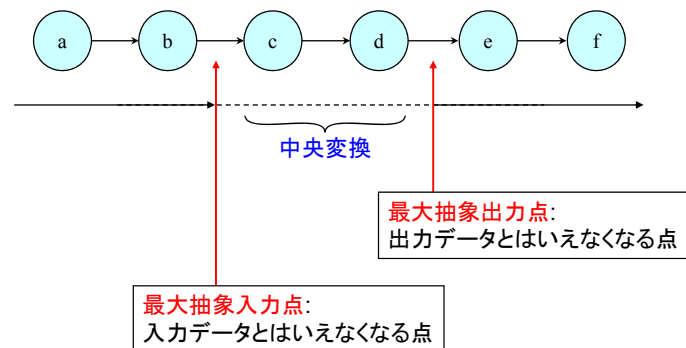 a b c d e f
中央変換
最大抽象出力点:
出力データとはいえなくなる点
最大抽象入力点:
入力データとはいえなくなる点